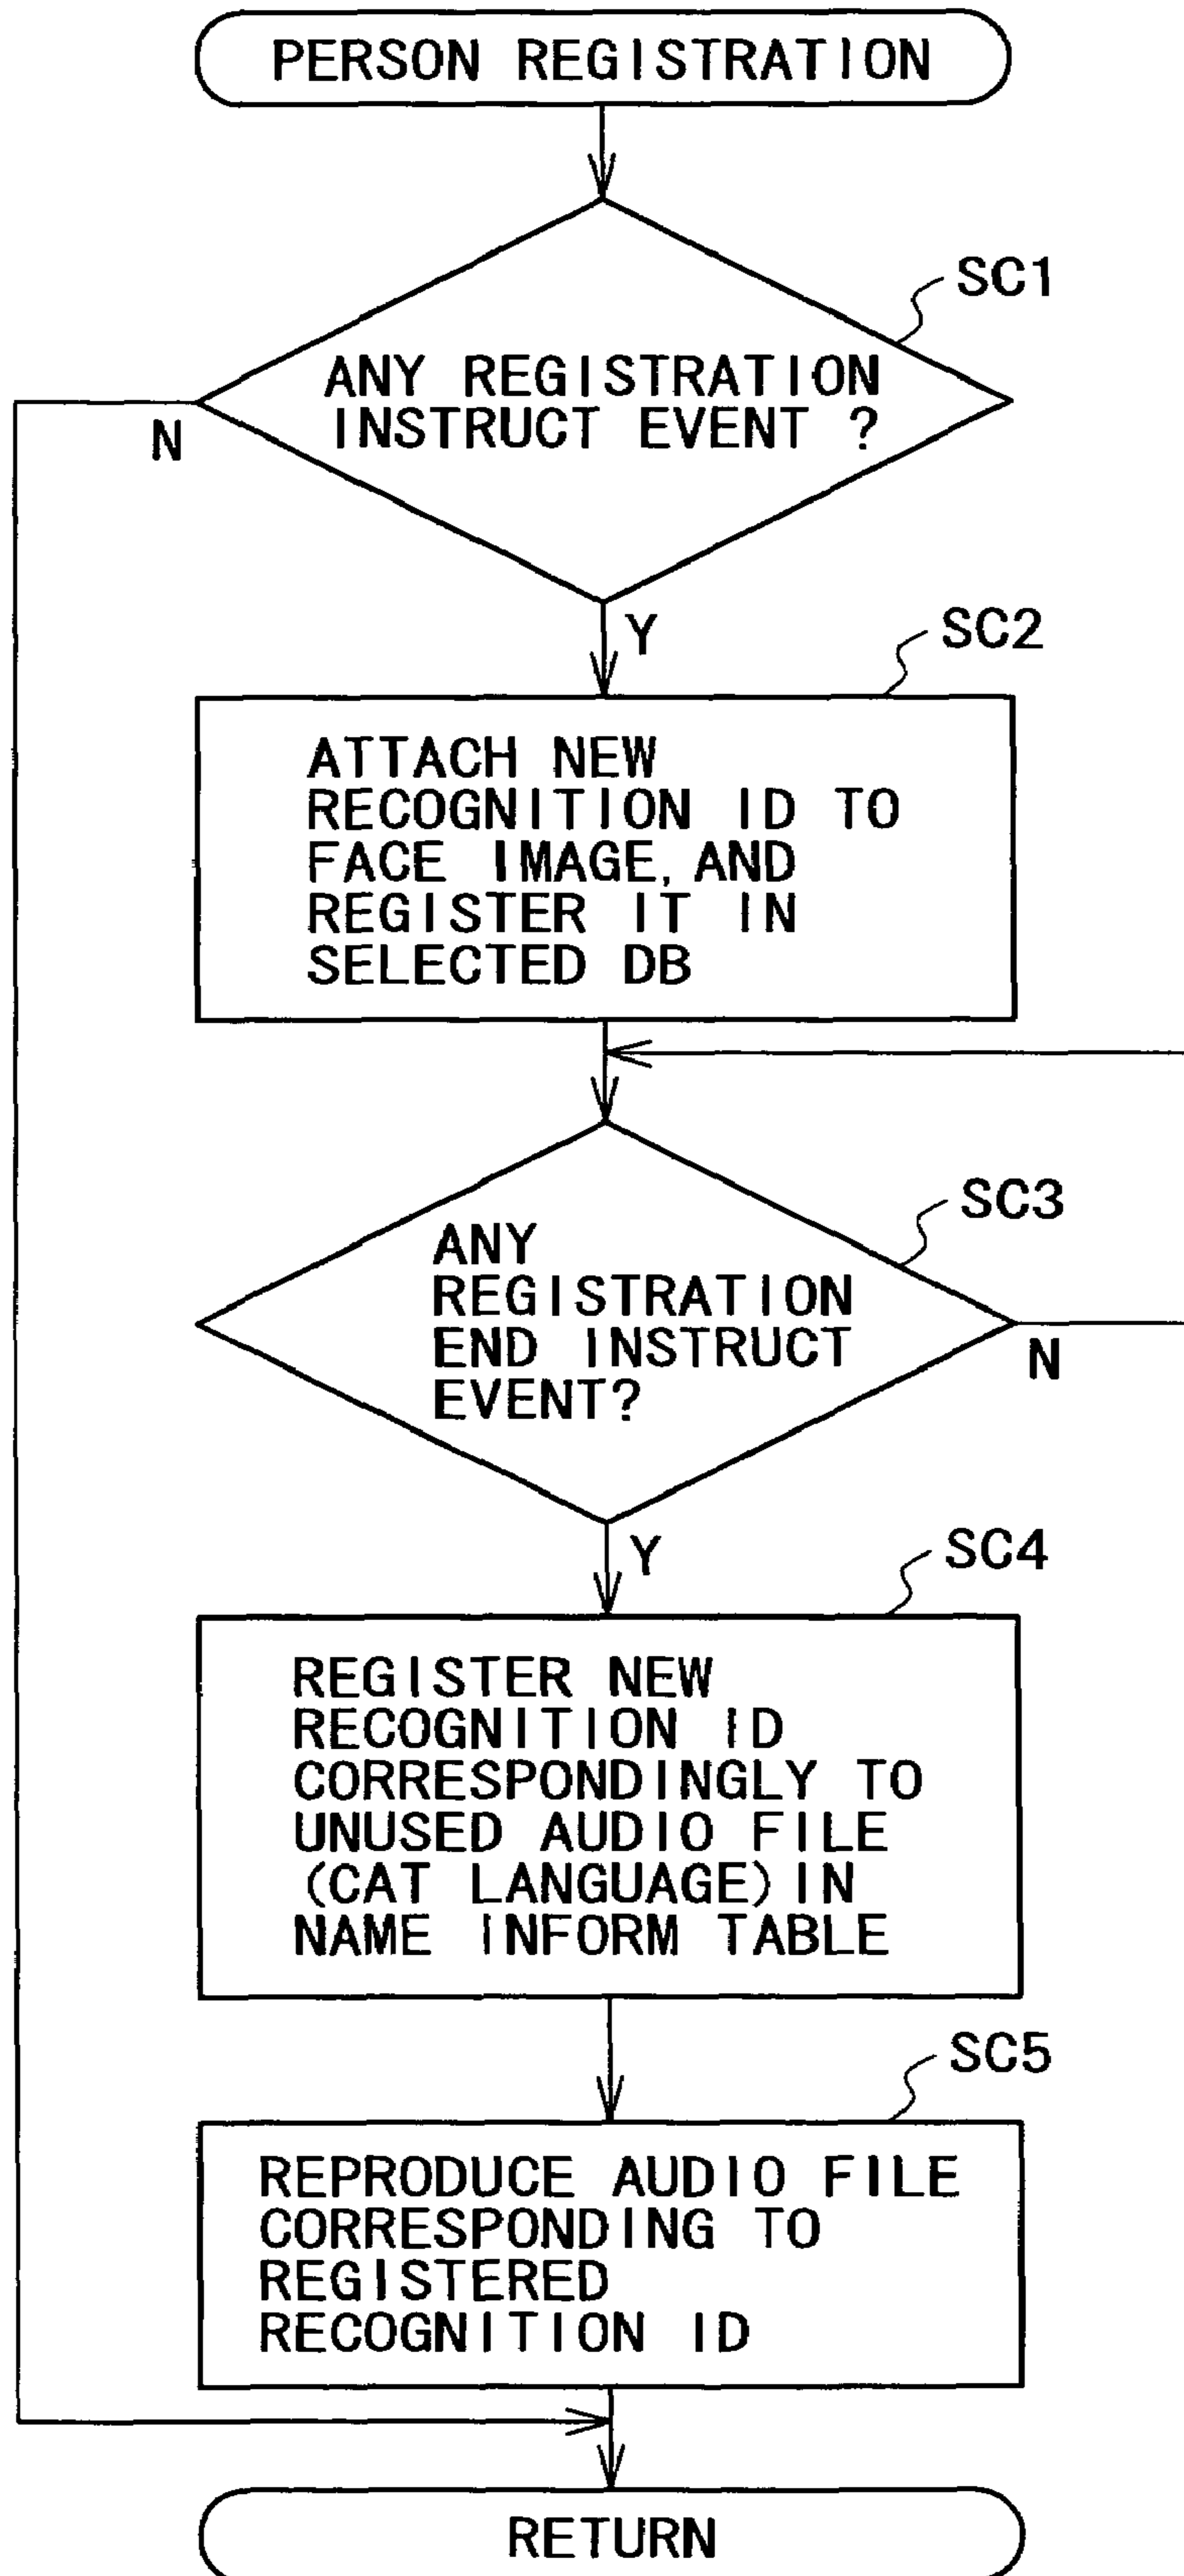 PERSON REGISTRATION
SC1
ANY REGISTRATION
INSTRUCT EVENT ?
N
Y
SC2
ATTACH NEW
RECOGNITION ID TO
FACE IMAGE, AND
REGISTER IT IN
SELECTED DB
SC3
ANY
REGISTRATION
END INSTRUCT
EVENT?
N
Y
SC4
REGISTER NEW
RECOGNITION ID
CORRESPONDINGLY TO
UNUSED AUDIO FILE
(CAT LANGUAGE) IN
NAME INFORM TABLE
SC5
REPRODUCE AUDIO FILE
CORRESPONDING TO
REGISTERED
RECOGNITION ID
RETURN